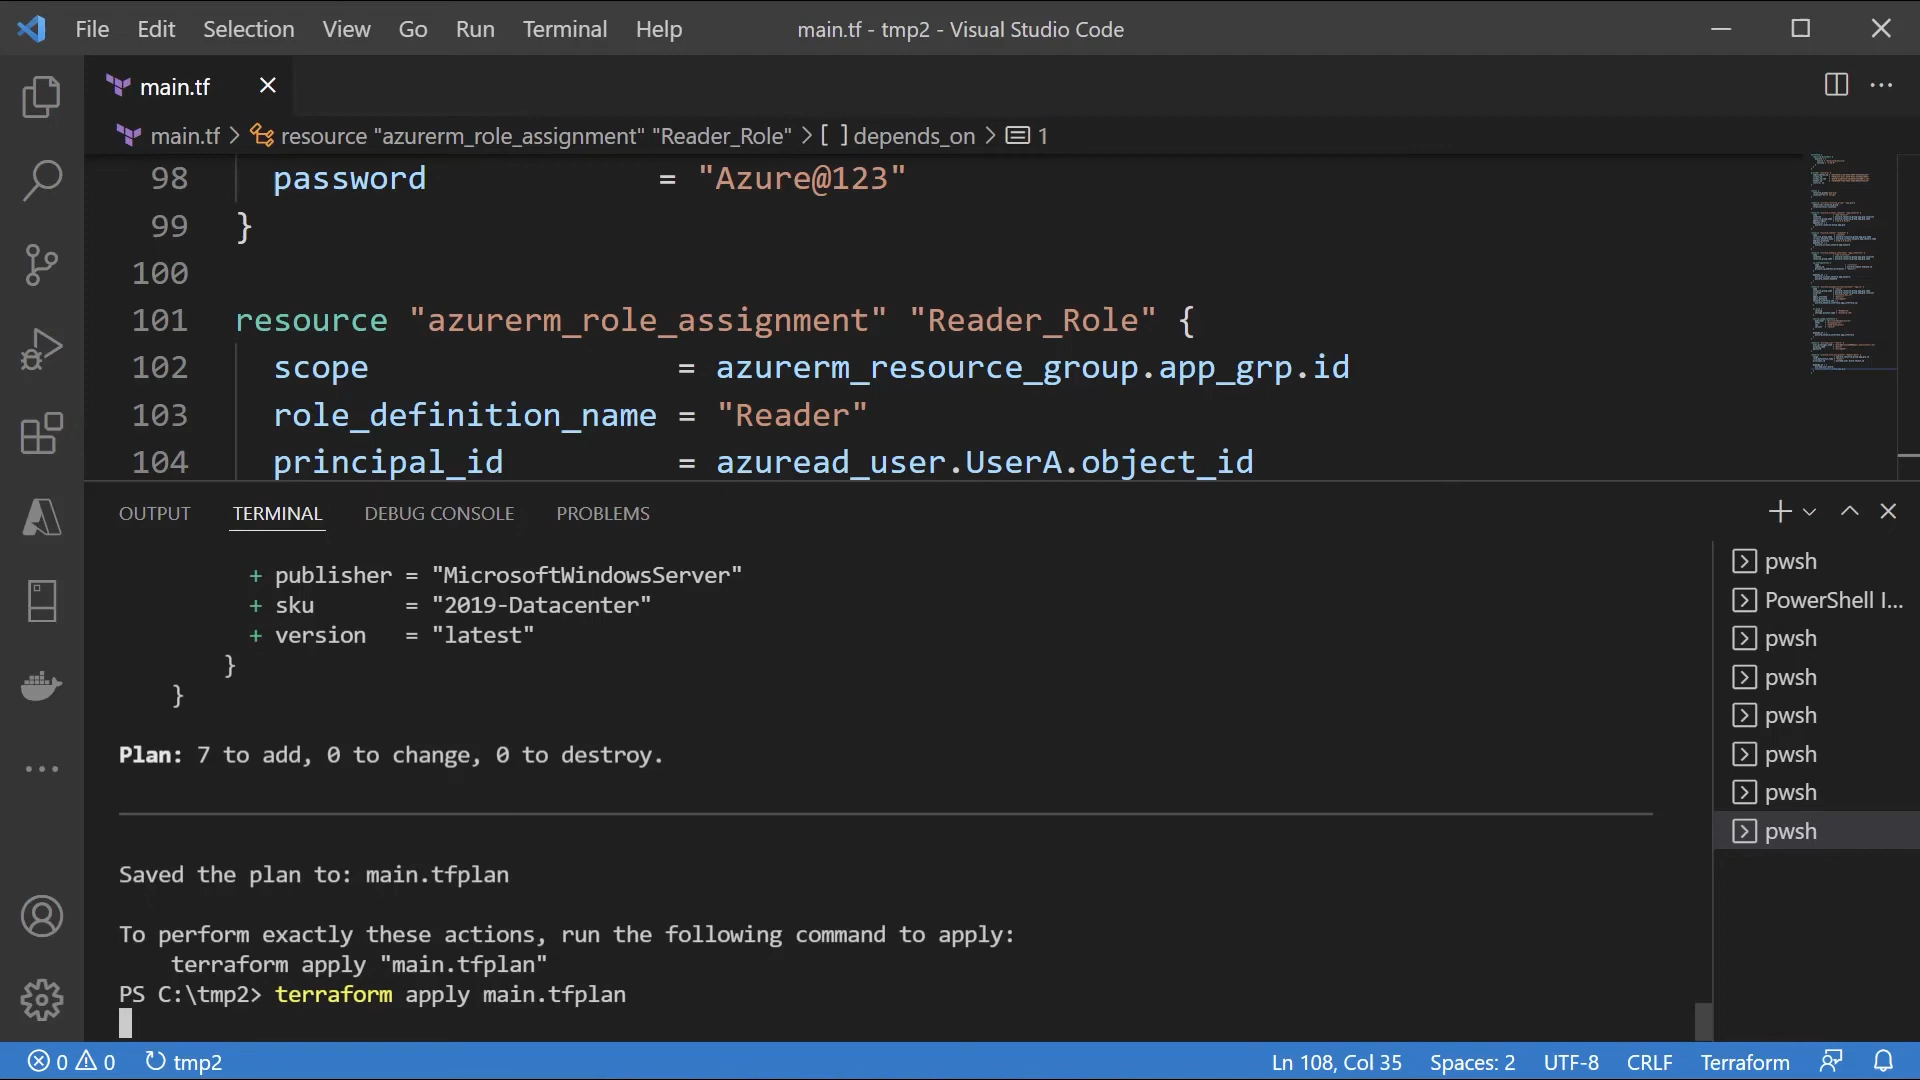 File Edit Selection View Go Run Terminal Help main.tf - tmp2 - Visual Studio Code
main.tf
main.tf > resource "azurerm_role_assignment" "Reader_Role" > [ ] depends_on > 1
98 password = "Azure@123"
99 }
100
101 resource "azurerm_role_assignment" "Reader_Role" {
102 scope = azurerm_resource_group.app_grp.id
103 role_definition_name = "Reader"
104 principal_id = azuread_user.UserA.object_id
OUTPUT TERMINAL DEBUG CONSOLE PROBLEMS
+ publisher = "MicrosoftWindowsServer"
+ sku = "2019-Datacenter"
+ version = "latest"
}
}
Plan: 7 to add, 0 to change, 0 to destroy.
Saved the plan to: main.tfplan
To perform exactly these actions, run the following command to apply:
terraform apply "main.tfplan"
PS C:\tmp2> terraform apply main.tfplan
pwsh
PowerShell I...
pwsh
pwsh
pwsh
pwsh
pwsh
pwsh
0 0 tmp2 Ln 108, Col 35 Spaces: 2 UTF-8 CRLF Terraform